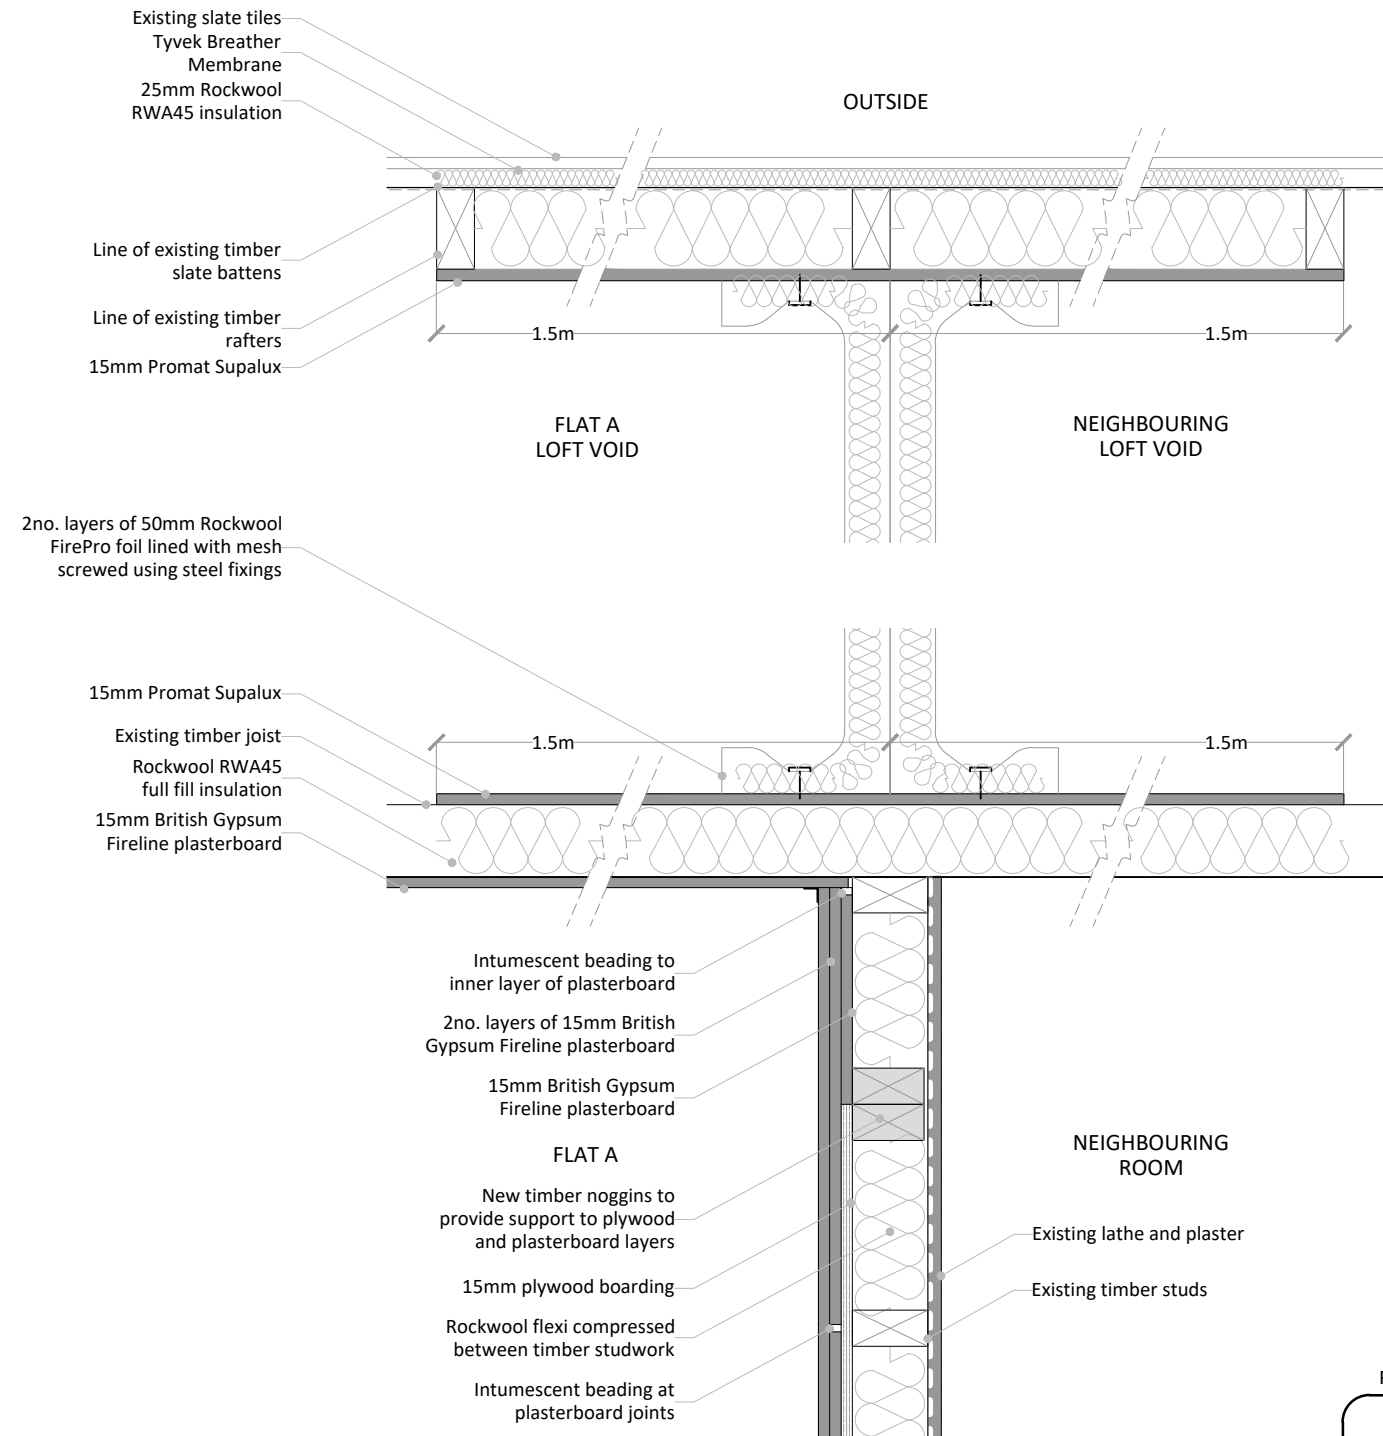 Existing slate tiles
Tyvek Breather
Membrane
25mm Rockwool
RWA45 insulation
OUTSIDE
Line of existing timber
slate battens
Line of existing timber
rafters
15mm Promat Supalux
1.5m
1.5m
FLAT A
LOFT VOID
NEIGHBOURING
LOFT VOID
2no. layers of 50mm Rockwool
FirePro foil lined with mesh
screwed using steel fixings
15mm Promat Supalux
Existing timber joist
Rockwool RWA45
full fill insulation
15mm British Gypsum
Fireline plasterboard
1.5m
1.5m
Intumescent beading to
inner layer of plasterboard
2no. layers of 15mm British
Gypsum Fireline plasterboard
15mm British Gypsum
Fireline plasterboard
FLAT A
NEIGHBOURING
ROOM
New timber noggins to
provide support to plywood
and plasterboard layers
15mm plywood boarding
Rockwool flexi compressed
between timber studwork
Intumescent beading at
plasterboard joints
Existing lathe and plaster
Existing timber studs